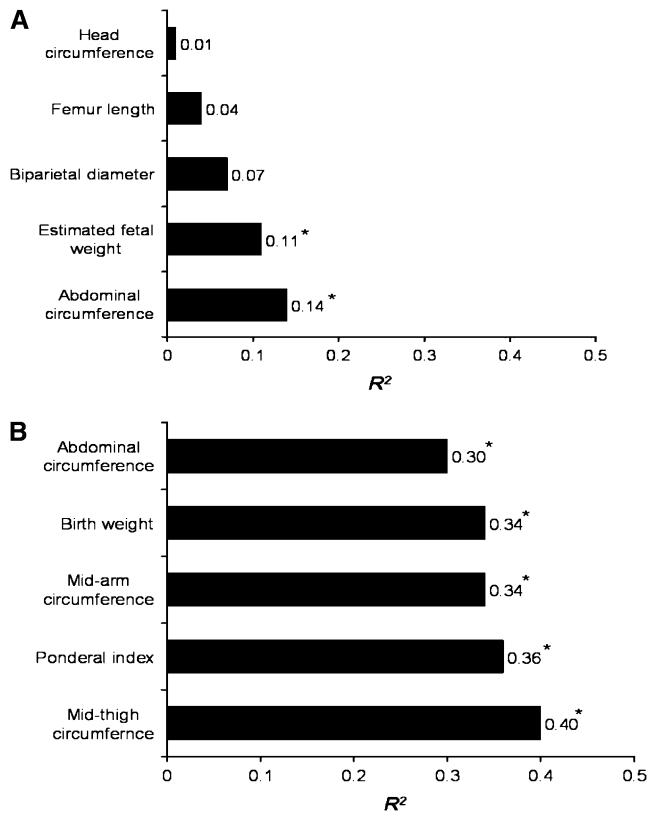 A
Head
circumference
0.01
Femur length
0.04
Biparietal diameter
0.07
Estimated fetal
weight
0.11*
Abdominal
circumference
0.14*
0 0.1 0.2 0.3 0.4 0.5
R²
B
Abdominal
circumference
0.30*
Birth weight
0.34*
Mid-arm
circumference
0.34*
Ponderal index
0.36*
Mid-thigh
circumfernce
0.40*
0 0.1 0.2 0.3 0.4 0.5
R²